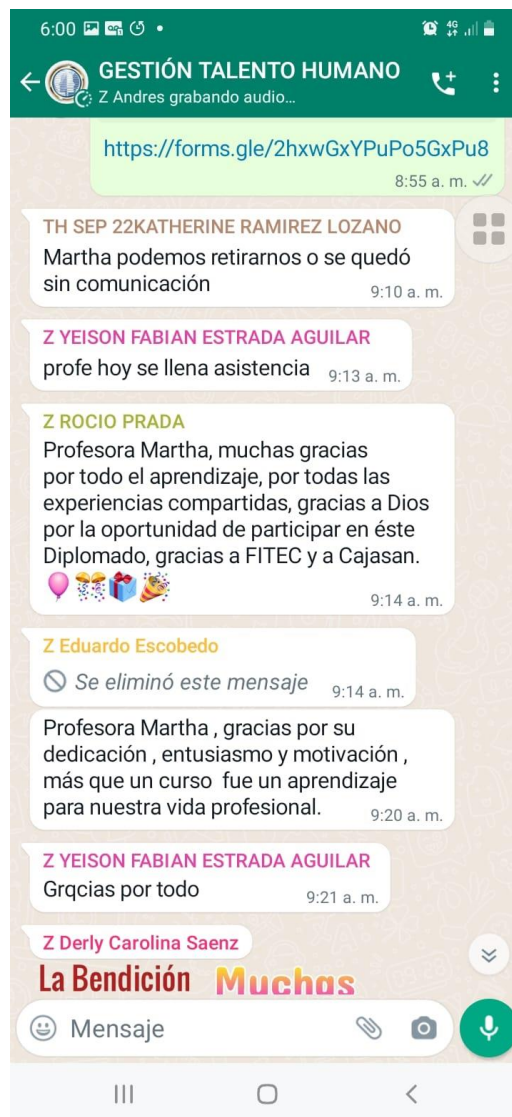 6:00
4G
GESTIÓN TALENTO HUMANO
Z Andres grabando audio...
https://forms.gle/2hxwGxYPuPo5GxPu8
8:55 a. m.
TH SEP 22KATHERINE RAMIREZ LOZANO
Martha podemos retirarnos o se quedó
sin comunicación
9:10 a. m.
Z YEISON FABIAN ESTRADA AGUILAR
profe hoy se llena asistencia
9:13 a. m.
Z ROCIO PRADA
Profesora Martha, muchas gracias
por todo el aprendizaje, por todas las
experiencias compartidas, gracias a Dios
por la oportunidad de participar en éste
Diplomado, gracias a FITEC y a Cajasan.
9:14 a. m.
Z Eduardo Escobedo
Se eliminó este mensaje
9:14 a. m.
Profesora Martha , gracias por su
dedicación , entusiasmo y motivación ,
más que un curso  fue un aprendizaje
para nuestra vida profesional.
9:20 a. m.
Z YEISON FABIAN ESTRADA AGUILAR
Grqcias por todo
9:21 a. m.
Z Derly Carolina Saenz
La Bendición Muchas
Mensaje